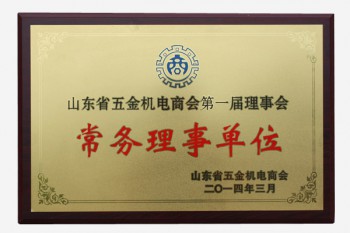 山东省五金机电商会第一届理事会
常务理事单位
山东省五金机电商会
二〇一四年三月